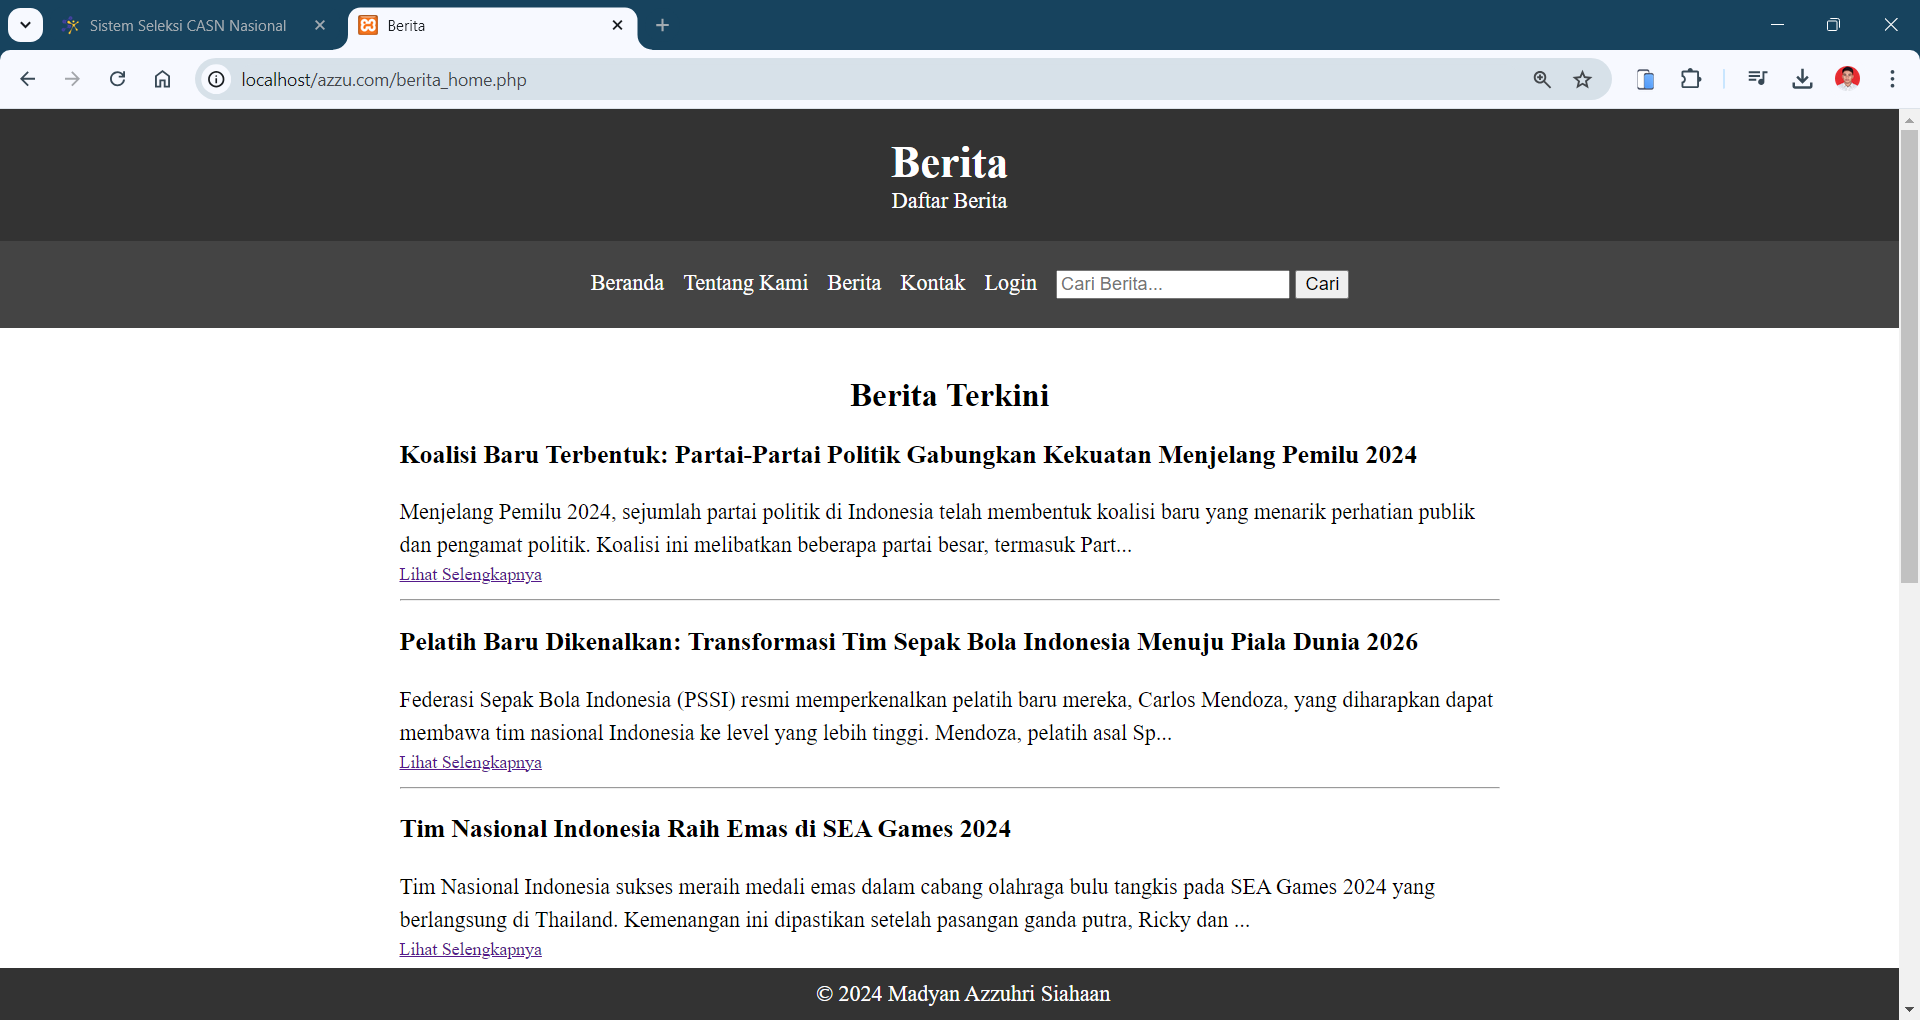 Sistem Seleksi CASN Nasional
Berita
localhost/azzu.com/berita_home.php
Berita
Daftar Berita
Beranda Tentang Kami Berita Kontak Login Cari Berita... Cari
Berita Terkini
Koalisi Baru Terbentuk: Partai-Partai Politik Gabungkan Kekuatan Menjelang Pemilu 2024
Menjelang Pemilu 2024, sejumlah partai politik di Indonesia telah membentuk koalisi baru yang menarik perhatian publik
dan pengamat politik. Koalisi ini melibatkan beberapa partai besar, termasuk Part...
Lihat Selengkapnya
Pelatih Baru Dikenalkan: Transformasi Tim Sepak Bola Indonesia Menuju Piala Dunia 2026
Federasi Sepak Bola Indonesia (PSSI) resmi memperkenalkan pelatih baru mereka, Carlos Mendoza, yang diharapkan dapat
membawa tim nasional Indonesia ke level yang lebih tinggi. Mendoza, pelatih asal Sp...
Lihat Selengkapnya
Tim Nasional Indonesia Raih Emas di SEA Games 2024
Tim Nasional Indonesia sukses meraih medali emas dalam cabang olahraga bulu tangkis pada SEA Games 2024 yang
berlangsung di Thailand. Kemenangan ini dipastikan setelah pasangan ganda putra, Ricky dan ...
Lihat Selengkapnya
© 2024 Madyan Azzuhri Siahaan